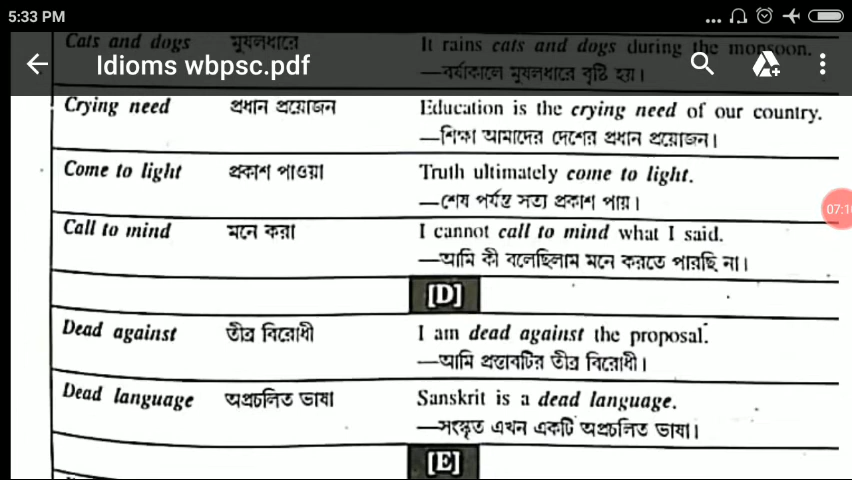 5:33 PM
Cats and dogs মুষলধারে It rains cats and dogs during the monsoon.
Idioms wbpsc.pdf
—বর্ষাকালে মুষলধারে বৃষ্টি হয়।
Crying need প্রধান প্রয়োজন Education is the crying need of our country.
—শিক্ষা আমাদের দেশের প্রধান প্রয়োজন।
Come to light প্রকাশ পাওয়া Truth ultimately come to light.
—শেষ পর্যন্ত সত্য প্রকাশ পায়।
07:1
Call to mind মনে করা I cannot call to mind what I said.
—আমি কী বলেছিলাম মনে করতে পারছি না।
[D]
Dead against তীব্র বিরোধী I am dead against the proposal.
—আমি প্রস্তাবটির তীব্র বিরোধী।
Dead language অপ্রচলিত ভাষা Sanskrit is a dead language.
—সংস্কৃত এখন একটি অপ্রচলিত ভাষা।
[E]